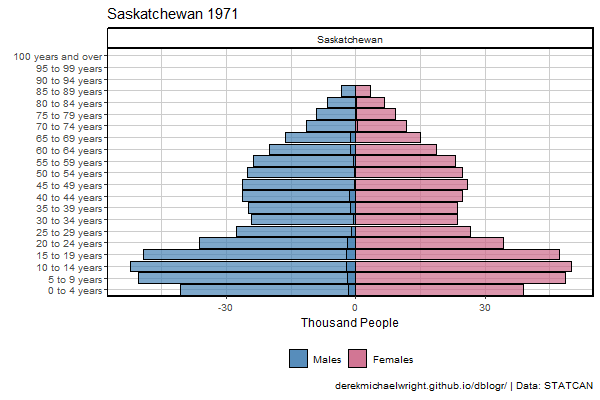 Saskatchewan 1971
Saskatchewan
100 years and over
95 to 99 years
90 to 94 years
85 to 89 years
80 to 84 years
75 to 79 years
70 to 74 years
65 to 69 years
60 to 64 years
55 to 59 years
50 to 54 years
45 to 49 years
40 to 44 years
35 to 39 years
30 to 34 years
25 to 29 years
20 to 24 years
15 to 19 years
10 to 14 years
5 to 9 years
0 to 4 years
-30 0 30
Thousand People
Males Females
derekmichaelwright.github.io/dblogr/ | Data: STATCAN